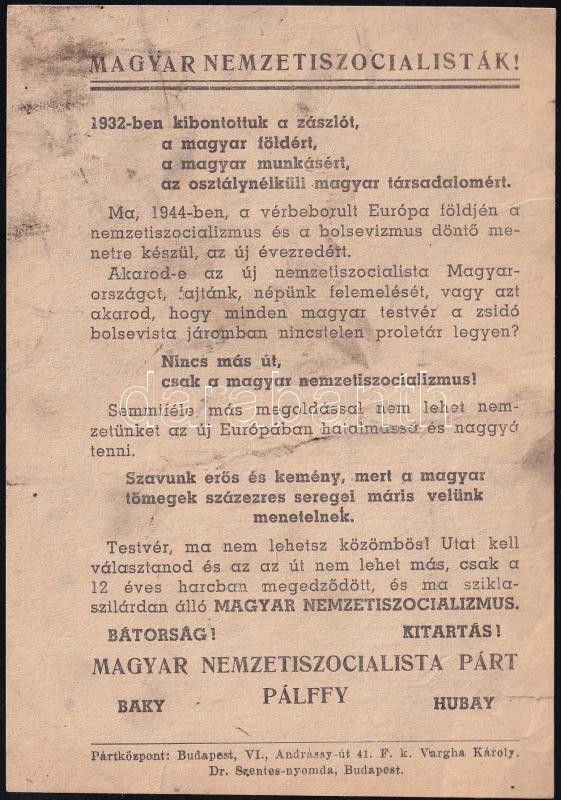 MAGYAR NEMZETISZOCIALISTÁK!
1932-ben kibontottuk a zászlót,
a magyar földért,
a magyar munkásért,
az osztálynélküli magyar társadalomért.
Ma, 1944-ben, a vérbeborult Európa földjén a
nemzetiszocializmus és a bolsevizmus döntő me-
netre készül, az új évezredért.
Akarod-e az új nemzetiszocialista Magyar-
országot, fajtánk, népünk felemelését, vagy azt
akarod, hogy minden magyar testvér a zsidó
bolsevista járomban nincstelen proletár legyen?
Nincs más út,
csak a magyar nemzetiszocializmus!
Semmiféle más megoldással nem lehet nem-
zetünket az új Európában hatalmassá és naggyá
tenni.
Szavunk erős és kemény, mert a magyar
tömegek százezres seregei máris velünk
menetelnek.
Testvér, ma nem lehetsz közömbös! Utat kell
választanod és az az út nem lehet más, csak a
12 éves harcban megedződött, és ma szikla-
szilárdan álló MAGYAR NEMZETISZOCIALIZMUS.
BÁTORSÁG! KITARTÁS!
MAGYAR NEMZETISZOCIALISTA PÁRT
BAKY PÁLFFY HUBAY
Pártközpont: Budapest, VI., Andrássy-út 41. F. k. Vargha Károly.
Dr. Szentes-nyomda, Budapest.
darabanth